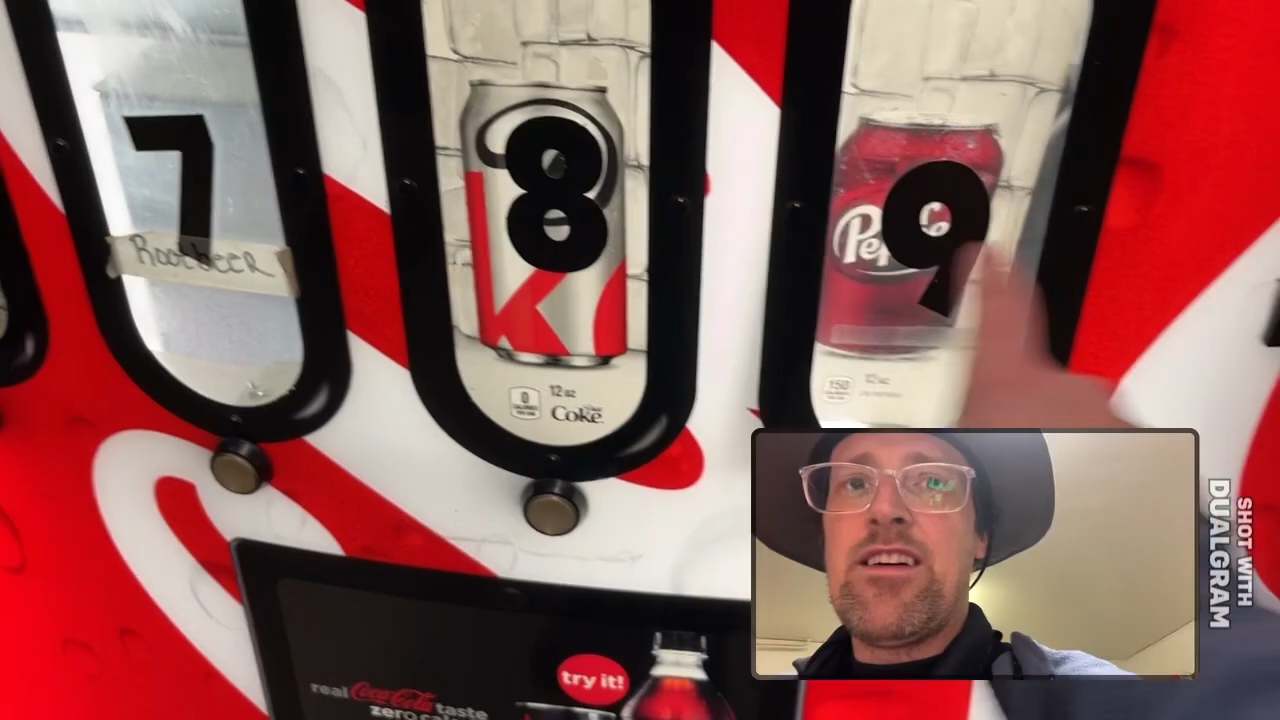 7
Rootbeer
8
0
12 oz
Coke
9
150
12 oz
try it!
real Coca-Cola taste
SHOT WITH
DUALGRAM